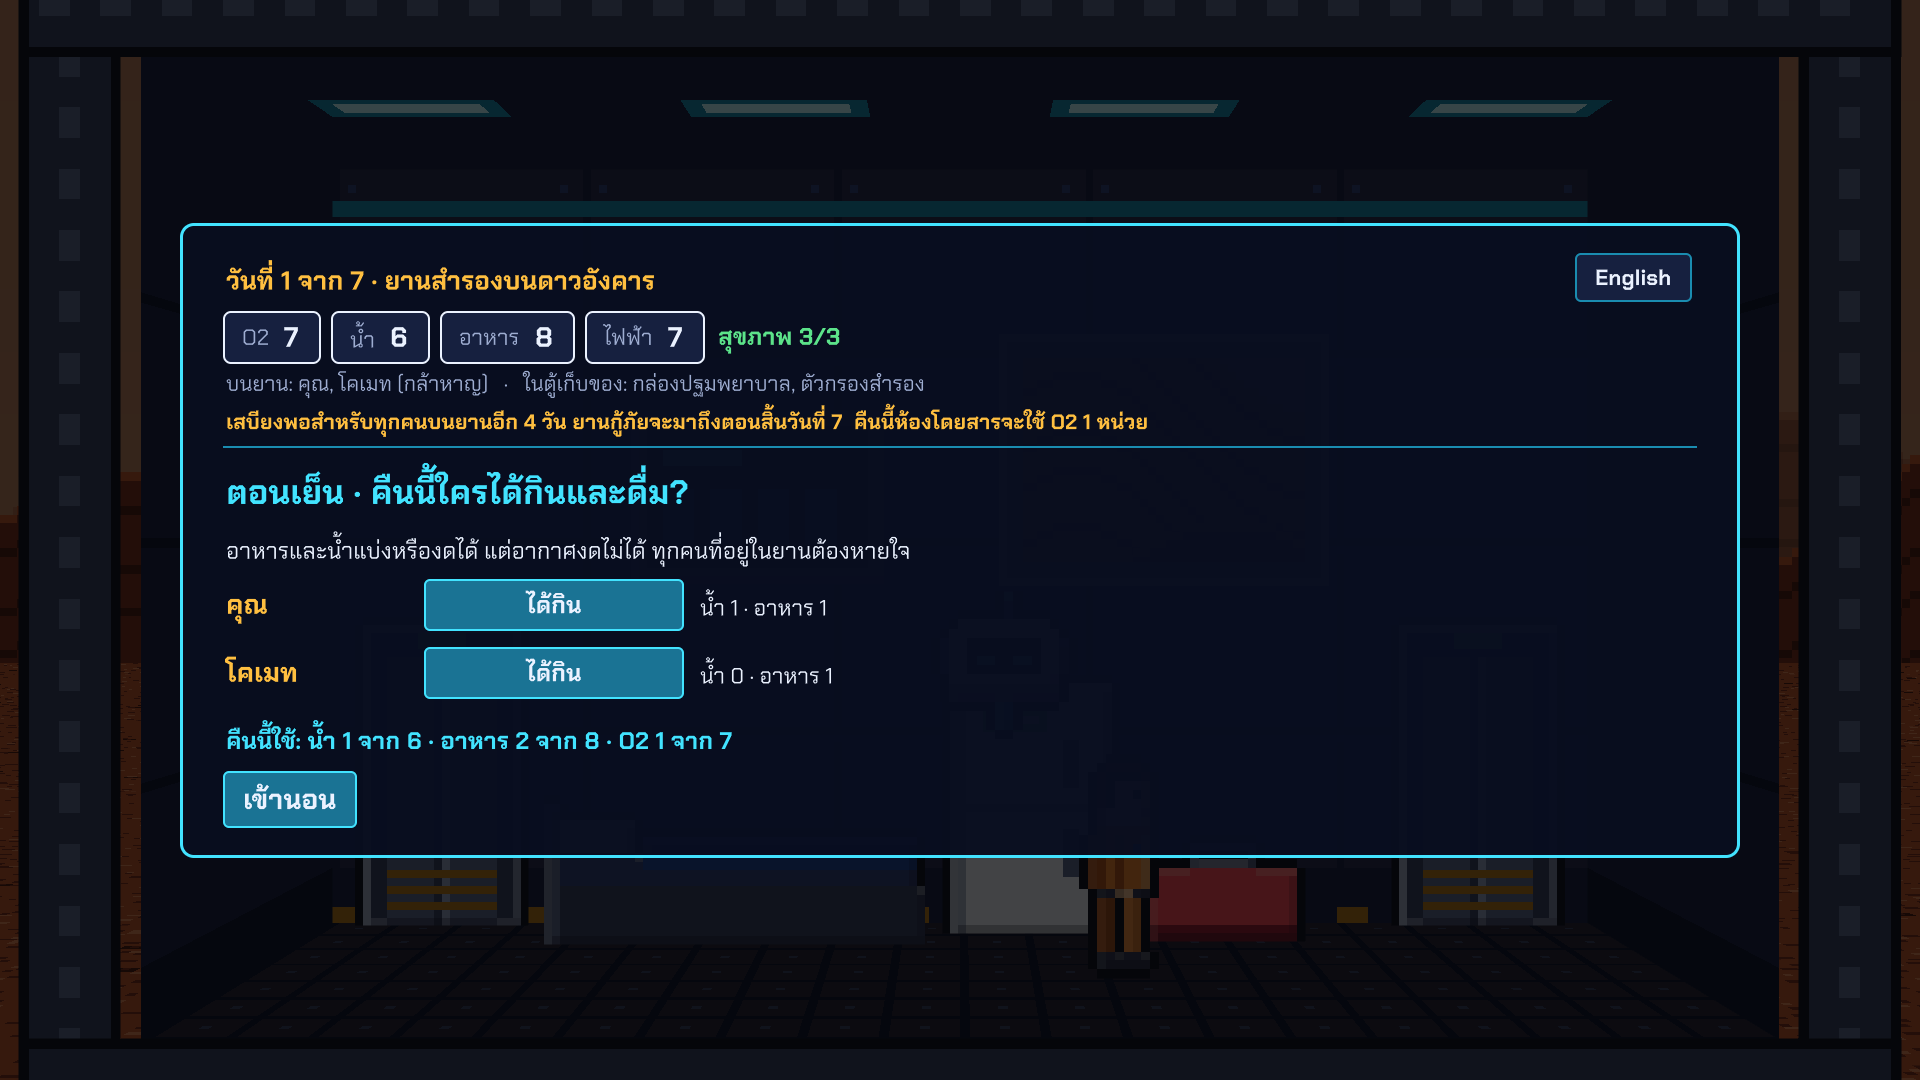 วันที่ 1 จาก 7 · ยานสำรองบนดาวอังคาร
English
O2 7 น้ำ 6 อาหาร 8 ไฟฟ้า 7 สุขภาพ 3/3
บนยาน: คุณ, โคเมท (กล้าหาญ) · ในตู้เก็บของ: กล่องปฐมพยาบาล, ตัวกรองสำรอง
เสบียงพอสำหรับทุกคนบนยานอีก 4 วัน ยานกู้ภัยจะมาถึงตอนสิ้นวันที่ 7 คืนนี้ห้องโดยสารจะใช้ O2 1 หน่วย
ตอนเย็น · คืนนี้ใครได้กินและดื่ม?
อาหารและน้ำแบ่งหรืองดได้ แต่อากาศงดไม่ได้ ทุกคนที่อยู่ในยานต้องหายใจ
คุณ ได้กิน น้ำ 1 · อาหาร 1
โคเมท ได้กิน น้ำ 0 · อาหาร 1
คืนนี้ใช้: น้ำ 1 จาก 6 · อาหาร 2 จาก 8 · O2 1 จาก 7
เข้านอน